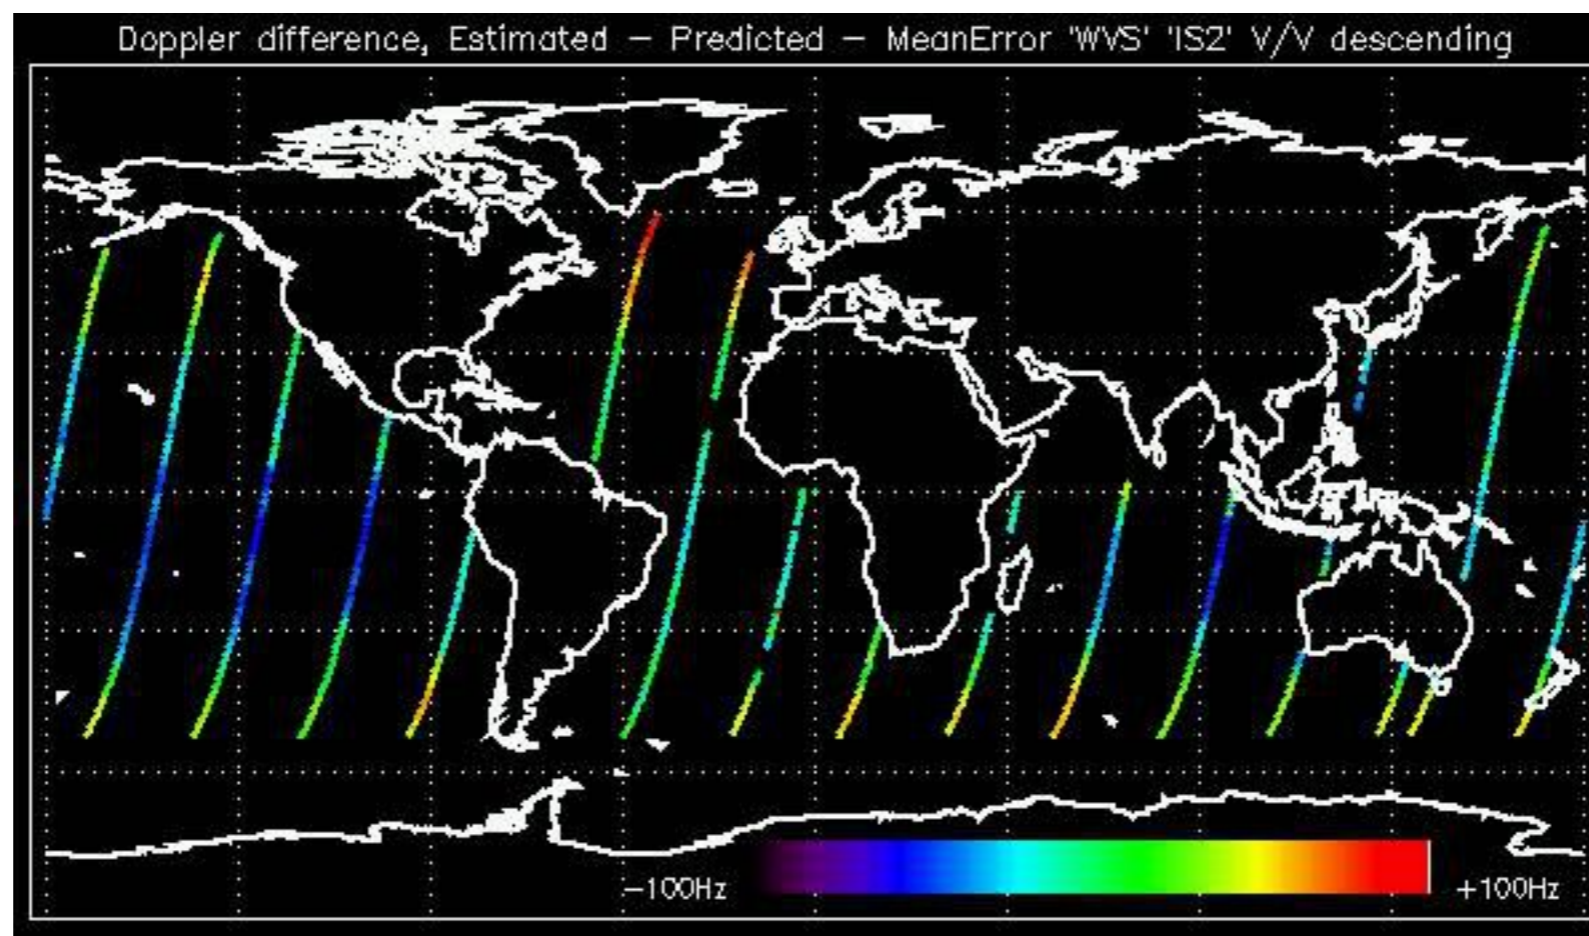 Doppler difference, Estimated – Predicted – MeanError 'WVS' 'IS2' V/V descending
–100Hz +100Hz